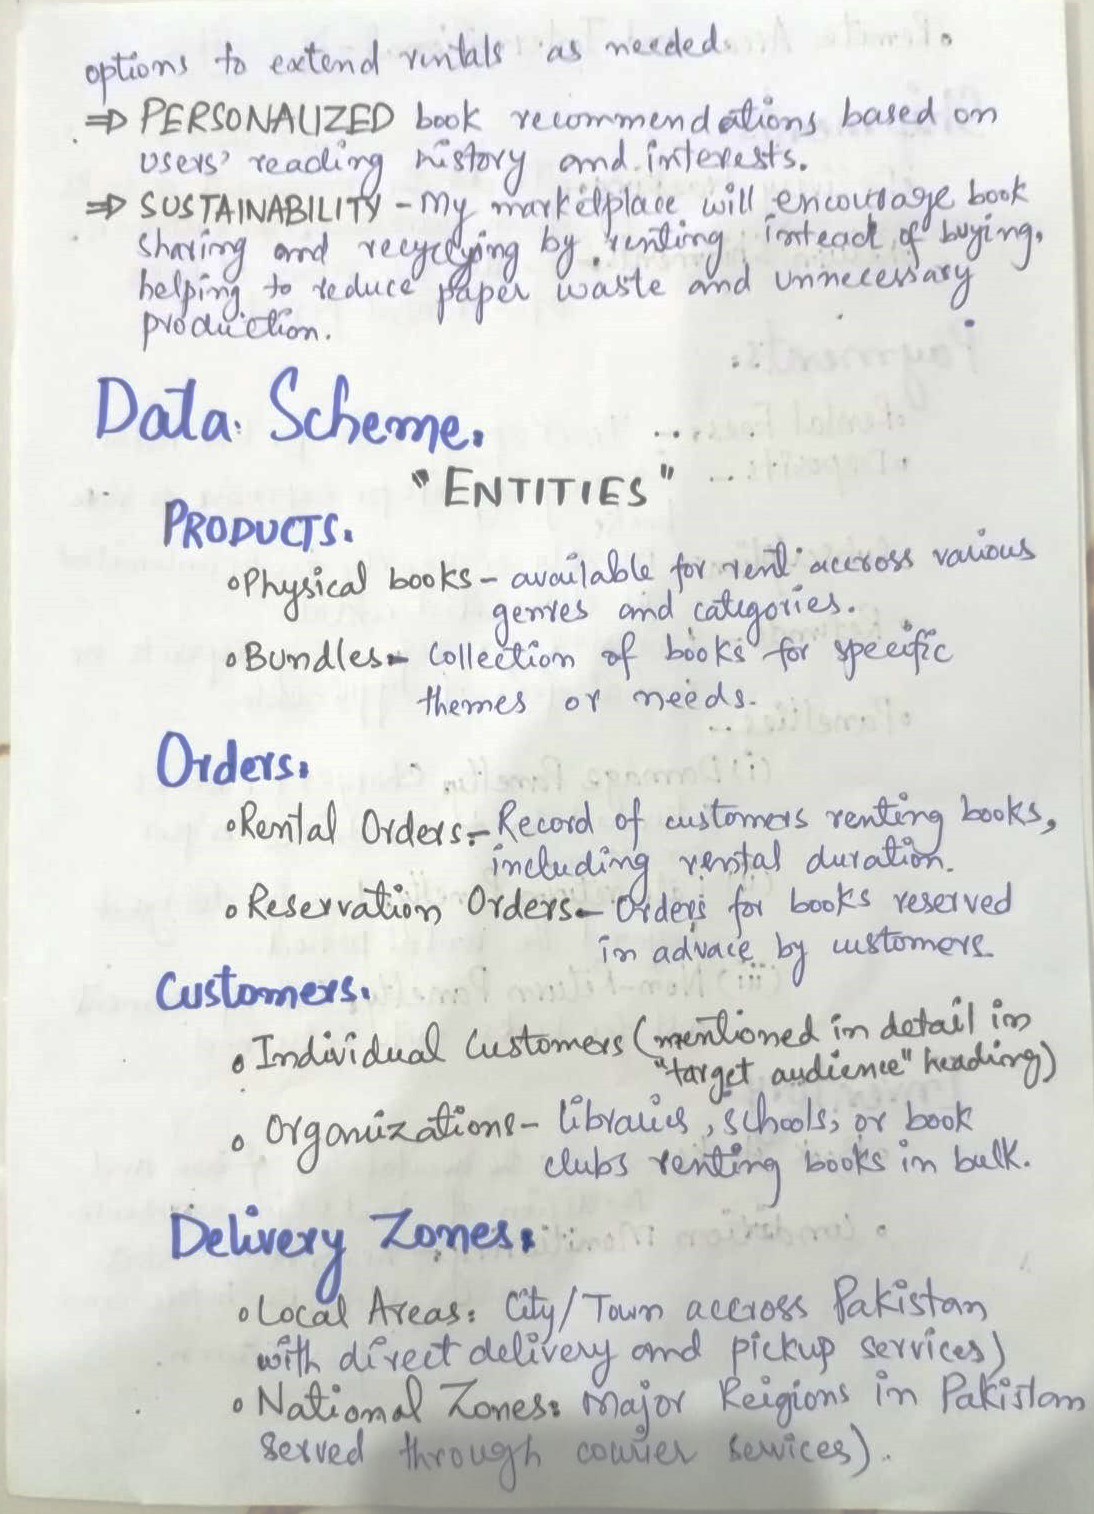 options to extend rentals as needed.
⇒ PERSONALIZED book recommendations based on
users' reading history and interests.
⇒ SUSTAINABILITY - My marketplace will encourage book
sharing and recyclying by renting intead of buying,
helping to reduce paper waste and unnecessary
production.
Data Scheme.
"ENTITIES"
PRODUCTS.
Physical books - available for rent accross various
genres and categories.
Bundles - Collection of books for specific
themes or needs.
Orders:
Rental Orders:- Record of customers renting books,
including rental duration.
Reservation Orders - Orders for books reserved
in advace by customers.
Customers.
Individual Customers (mentioned in detail in
"target audience" heading)
Organizations - libraries, schools, or book
clubs renting books in bulk.
Delivery Zones:
Local Areas: City/Town accross Pakistan
with direct delivery and pickup services)
National Zones: Major Reigions in Pakistan
served through courier services).